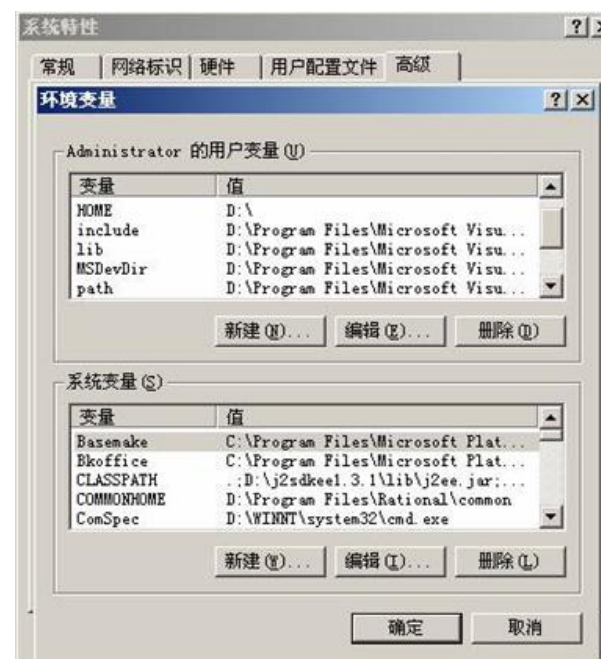 系统特性
常规 网络标识 硬件 用户配置文件 高级
环境变量
Administrator 的用户变量(U)
变量 值
HOME D:\
include D:\Program Files\Microsoft Visu...
lib D:\Program Files\Microsoft Visu...
MSDevDir D:\Program Files\Microsoft Visu...
path D:\Program Files\Microsoft Visu...
新建(N)... 编辑(E)... 删除(D)
系统变量(S)
变量 值
Basemake C:\Program Files\Microsoft Plat...
Bkoffice C:\Program Files\Microsoft Plat...
CLASSPATH .;D:\j2sdkee1.3.1\lib\j2ee.jar;...
COMMONHOME D:\Program Files\Rational\common
ComSpec D:\WINNT\system32\cmd.exe
新建(W)... 编辑(I)... 删除(L)
确定 取消